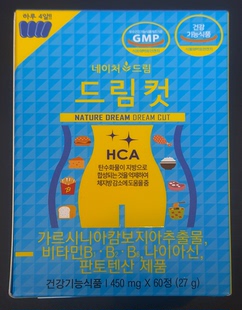 하루 4알!!
GMP
건강
기능식품
네이처드림
드림컷
NATURE DREAM DREAM CUT
HCA
탄수화물이 지방으로
합성되는 것을 억제하여
체지방 감소에 도움을 줌
가르시니아캄보지아추출물,
비타민B₁·B₂·B₆,나이아신,
판토텐산 제품
건강기능식품 | 450 mg X 60정 (27 g)